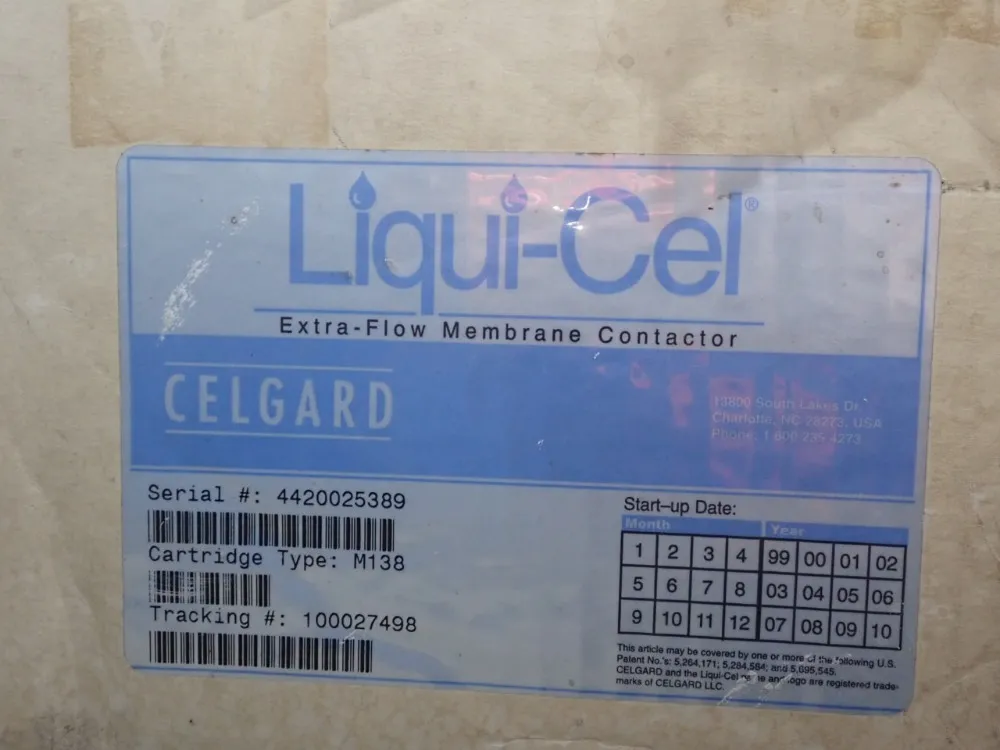 Liqui-Cel®
Extra-Flow Membrane Contactor
CELGARD
13800 South Lakes Dr.
Charlotte, NC 28273, USA
Phone: 1 800 235 4273
Serial #: 4420025389
Cartridge Type: M138
Tracking #: 100027498
Start-up Date:
Month Year
1 2 3 4 99 00 01 02
5 6 7 8 03 04 05 06
9 10 11 12 07 08 09 10
This article may be covered by one or more of the following U.S.
Patent No.'s: 5,264,171; 5,284,584; and 5,695,545.
CELGARD and the Liqui-Cel name and logo are registered trade-
marks of CELGARD LLC.